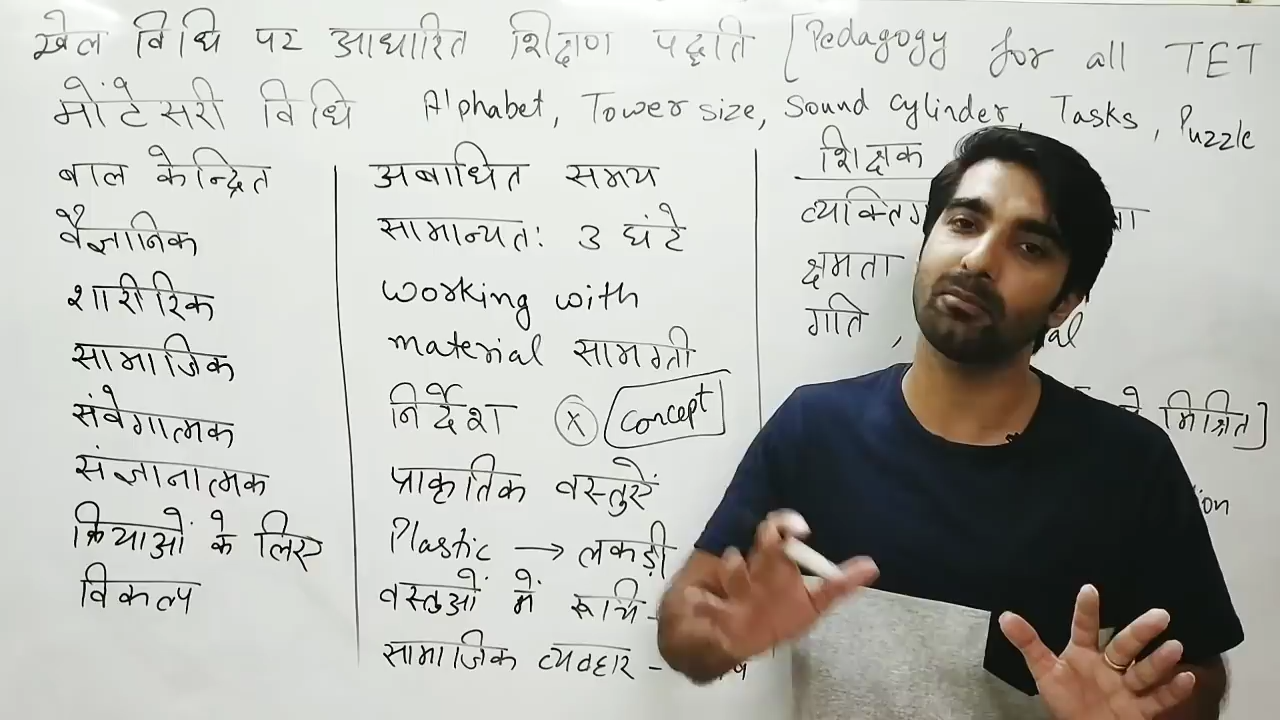 खेल विधि पर आधारित शिक्षण पद्धति [Pedagogy for all TET
मोंटेसरी विधि Alphabet, Tower size, Sound cylinder, Tasks, Puzzle
बाल केन्द्रित
वैज्ञानिक
शारीरिक
सामाजिक
संवेगात्मक
संज्ञानात्मक
क्रियाओं के लिए
विकल्प
अबाधित समय
सामान्यतः 3 घंटे
working with
material सामग्री
निर्देश (x) Concept
प्राकृतिक वस्तुएँ
Plastic → लकड़ी
वस्तुओं में रूचि -
सामाजिक व्यवहार -
शिक्षक
क्षमता
गति ,
मिश्रित]